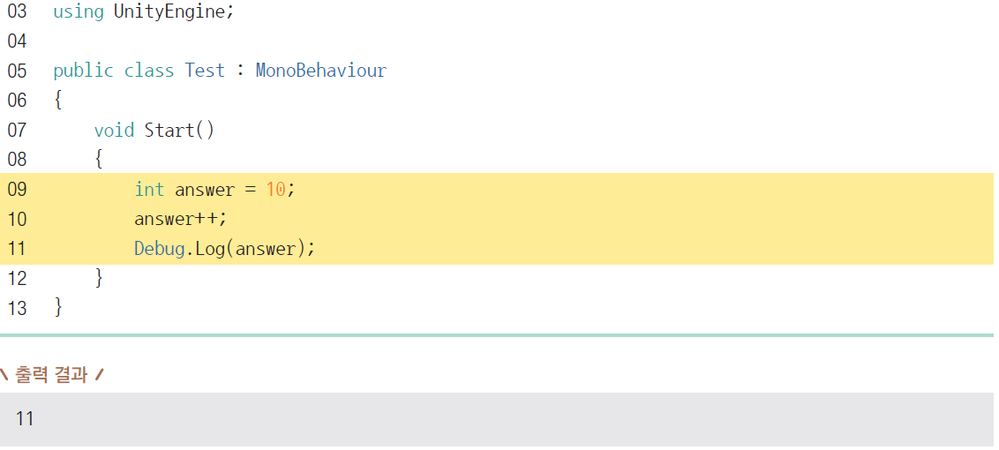 03 using UnityEngine;
04
05 public class Test : MonoBehaviour
06 {
07     void Start()
08     {
09         int answer = 10;
10         answer++;
11         Debug.Log(answer);
12     }
13 }
\ 출력 결과 /
11